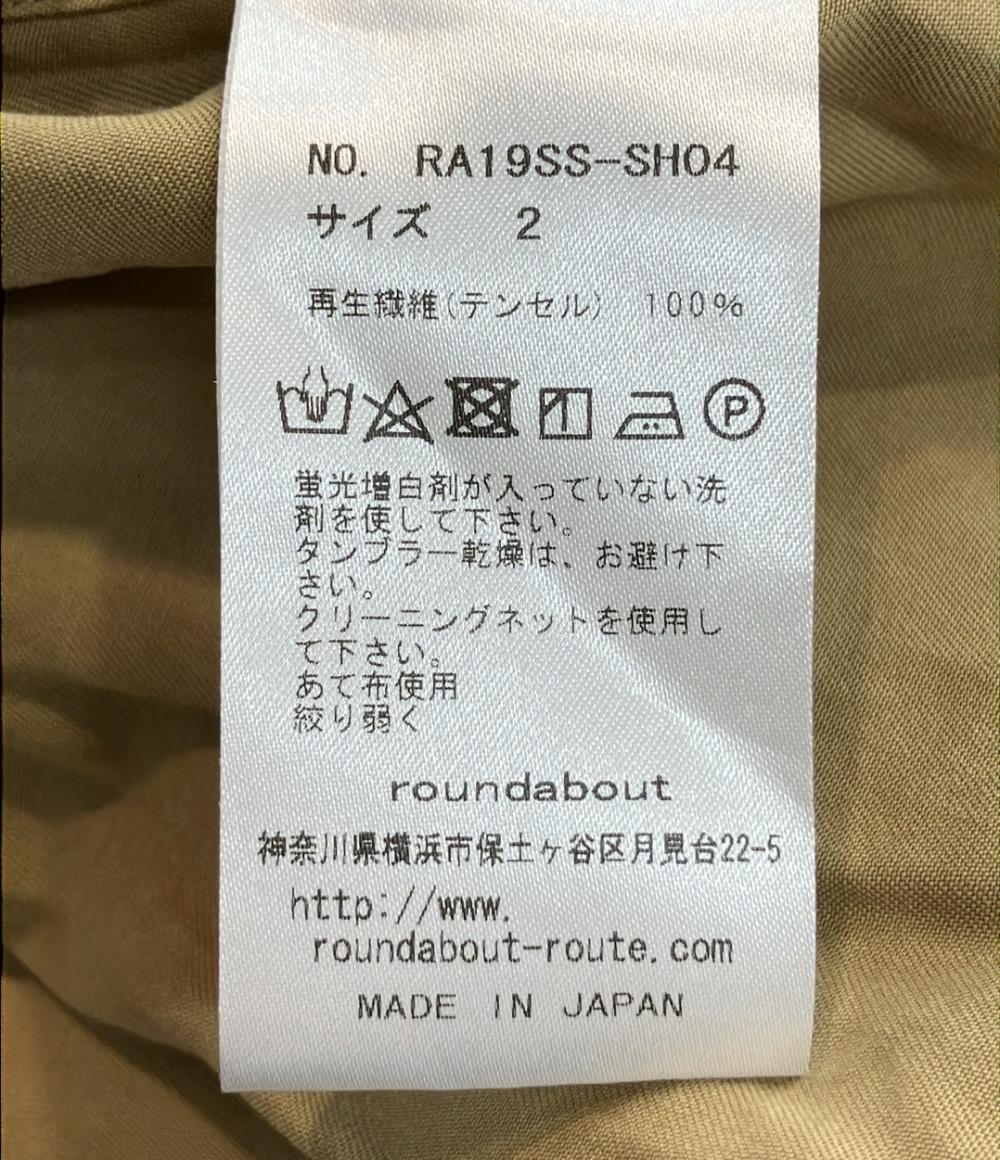 NO. RA19SS-SH04
サイズ 2
再生繊維(テンセル) 100%
P
蛍光増白剤が入っていない洗
剤を使して下さい。
タンブラー乾燥は、お避け下
さい。
クリーニングネットを使用し
て下さい。
あて布使用
絞り弱く
roundabout
神奈川県横浜市保土ヶ谷区月見台22-5
http://www.
roundabout-route.com
MADE IN JAPAN